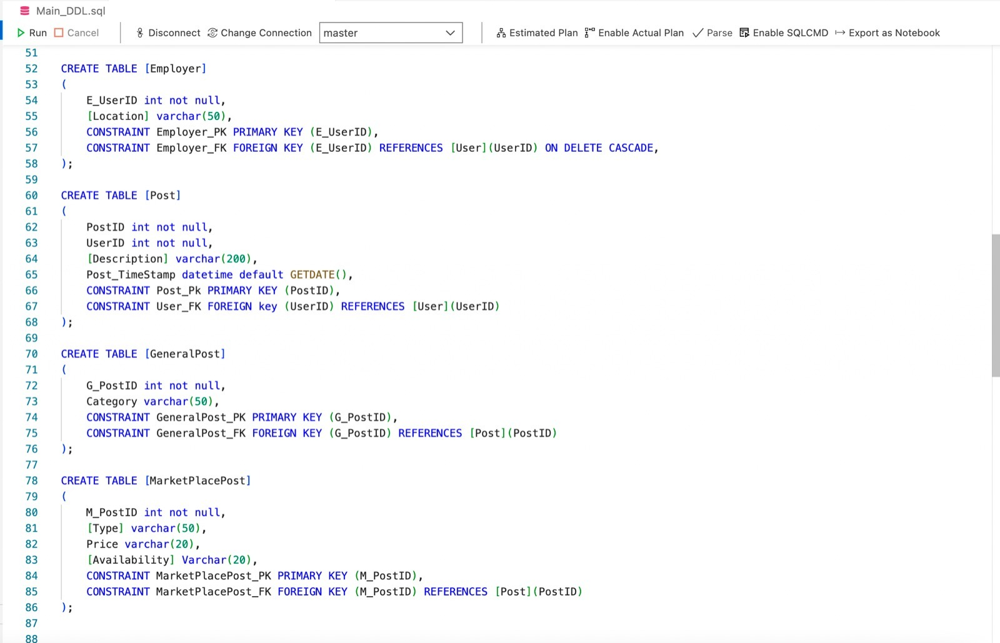 Main_DDL.sql
Run Cancel Disconnect Change Connection master Estimated Plan Enable Actual Plan Parse Enable SQLCMD Export as Notebook
51
52 CREATE TABLE [Employer]
53 (
54 E_UserID int not null,
55 [Location] varchar(50),
56 CONSTRAINT Employer_PK PRIMARY KEY (E_UserID),
57 CONSTRAINT Employer_FK FOREIGN KEY (E_UserID) REFERENCES [User](UserID) ON DELETE CASCADE,
58 );
59
60 CREATE TABLE [Post]
61 (
62 PostID int not null,
63 UserID int not null,
64 [Description] varchar(200),
65 Post_TimeStamp datetime default GETDATE(),
66 CONSTRAINT Post_Pk PRIMARY KEY (PostID),
67 CONSTRAINT User_FK FOREIGN key (UserID) REFERENCES [User](UserID)
68 );
69
70 CREATE TABLE [GeneralPost]
71 (
72 G_PostID int not null,
73 Category varchar(50),
74 CONSTRAINT GeneralPost_PK PRIMARY KEY (G_PostID),
75 CONSTRAINT GeneralPost_FK FOREIGN KEY (G_PostID) REFERENCES [Post](PostID)
76 );
77
78 CREATE TABLE [MarketPlacePost]
79 (
80 M_PostID int not null,
81 [Type] varchar(50),
82 Price varchar(20),
83 [Availability] Varchar(20),
84 CONSTRAINT MarketPlacePost_PK PRIMARY KEY (M_PostID),
85 CONSTRAINT MarketPlacePost_FK FOREIGN KEY (M_PostID) REFERENCES [Post](PostID)
86 );
87
88